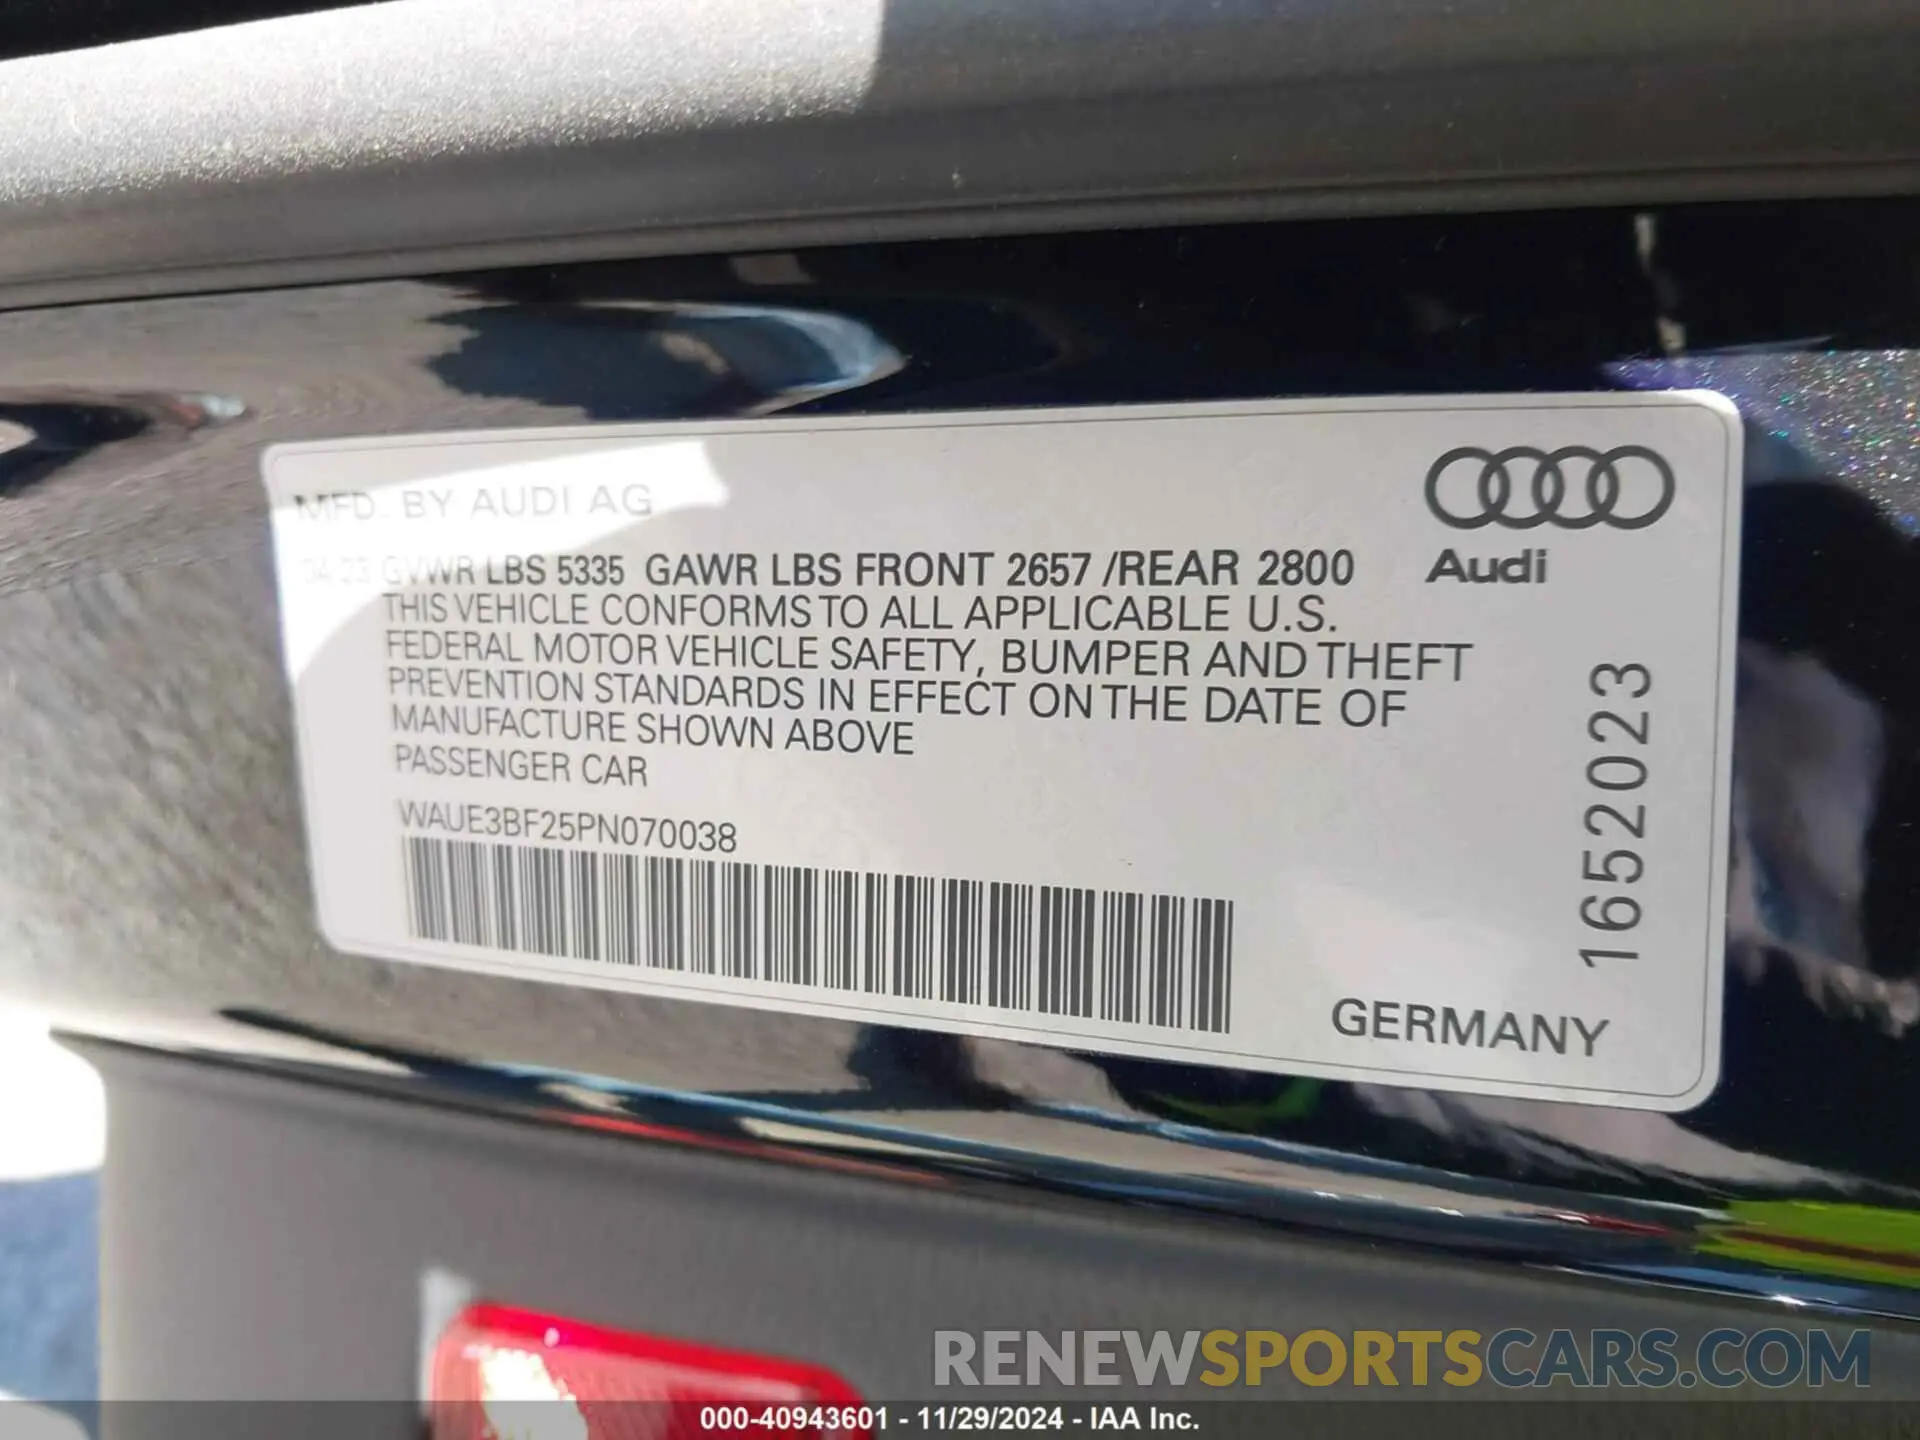 MFD. BY AUDI AG
04/23 GVWR LBS 5335 GAWR LBS FRONT 2657 /REAR 2800
THIS VEHICLE CONFORMS TO ALL APPLICABLE U.S.
FEDERAL MOTOR VEHICLE SAFETY, BUMPER AND THEFT
PREVENTION STANDARDS IN EFFECT ON THE DATE OF
MANUFACTURE SHOWN ABOVE
PASSENGER CAR
WAUE3BF25PN070038
Audi
1652023
GERMANY
RENEWSPORTSCARS.COM
000-40943601 - 11/29/2024 - IAA Inc.